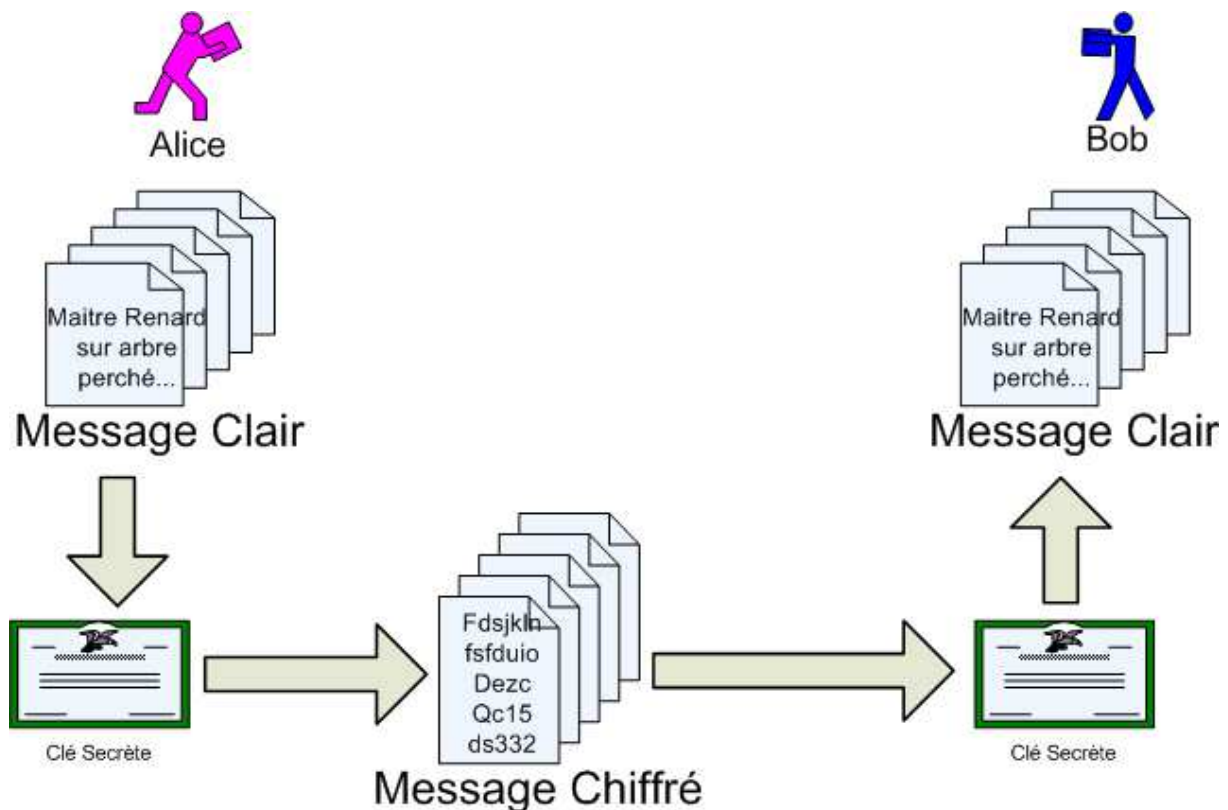 Alice
Bob
Maitre Renard
sur arbre
perché...
Message Clair
Maitre Renard
sur arbre
perché...
Message Clair
Clé Secrète
Fdsjkln
fsfduio
Dezc
Qc15
ds332
Message Chiffré
Clé Secrète